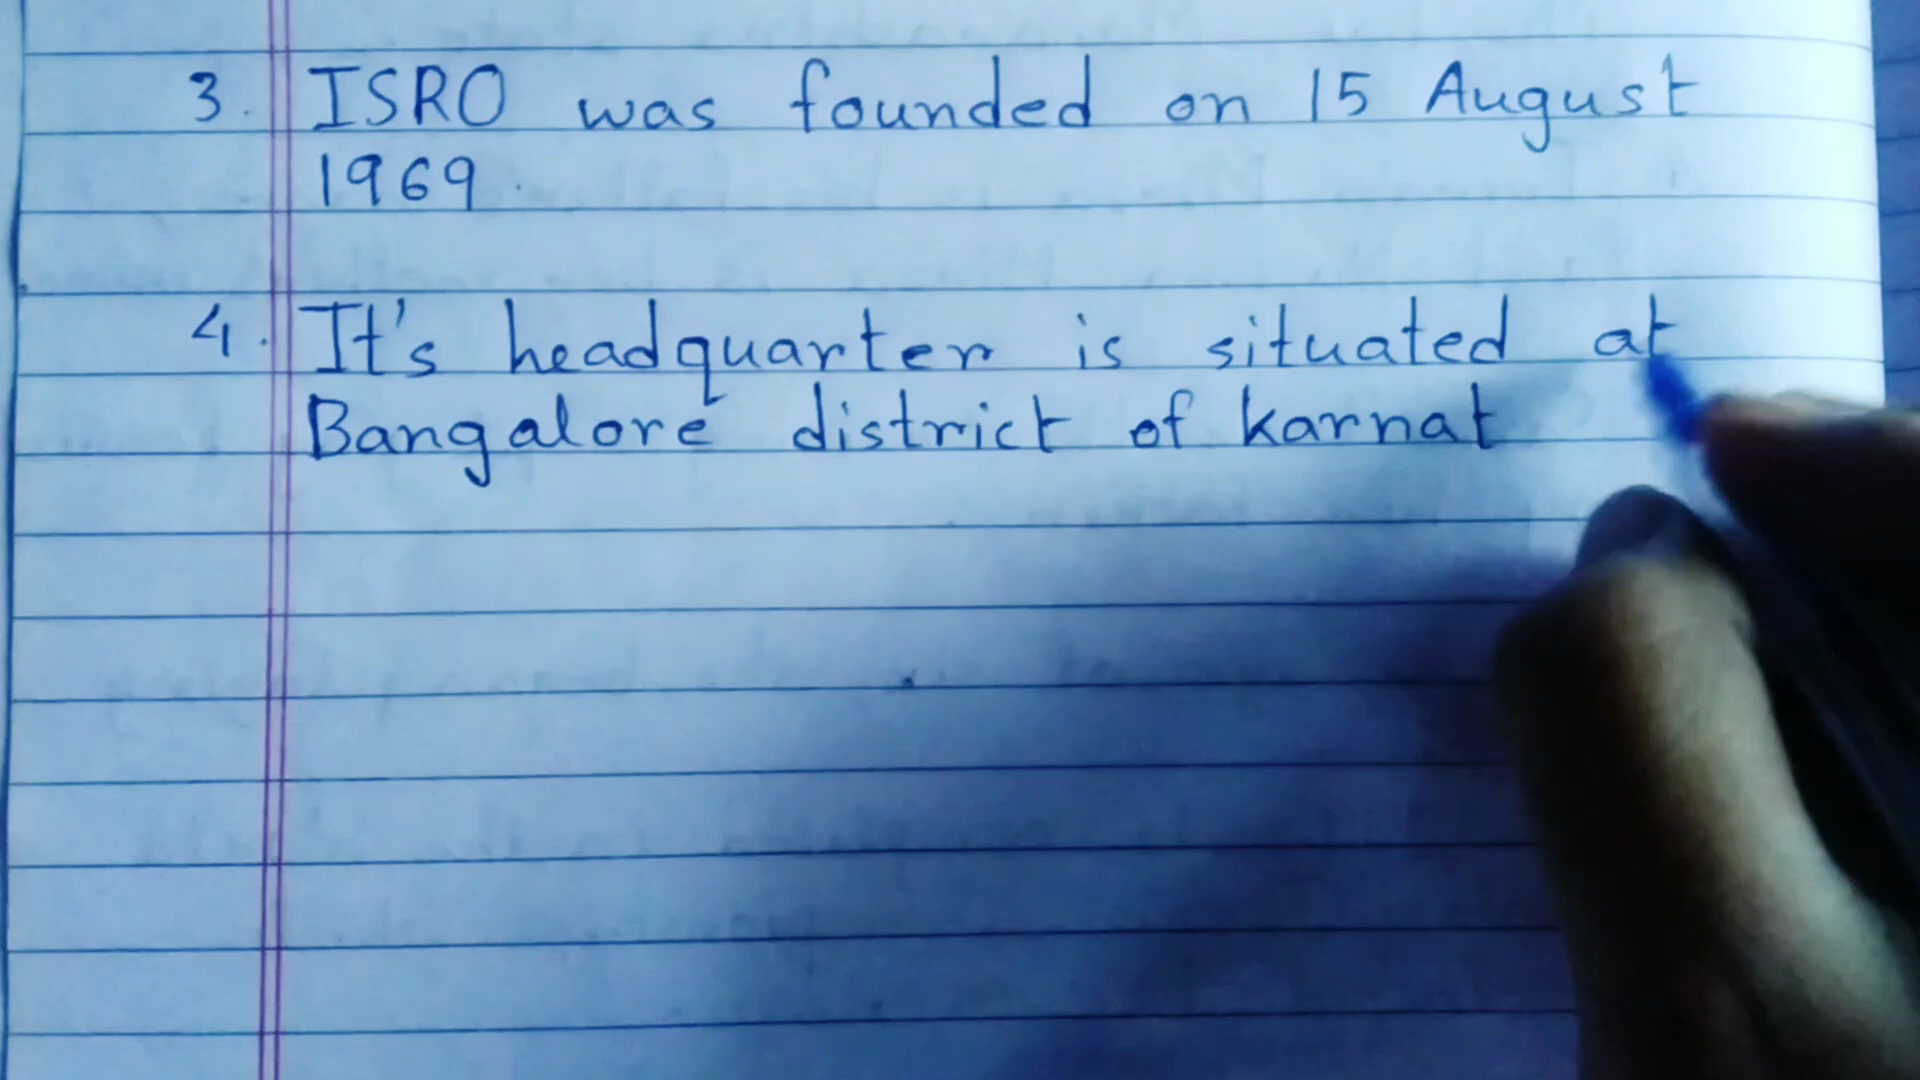 3. ISRO was founded on 15 August
1969.
4. It's headquarter is situated at
Bangalore district of karnat